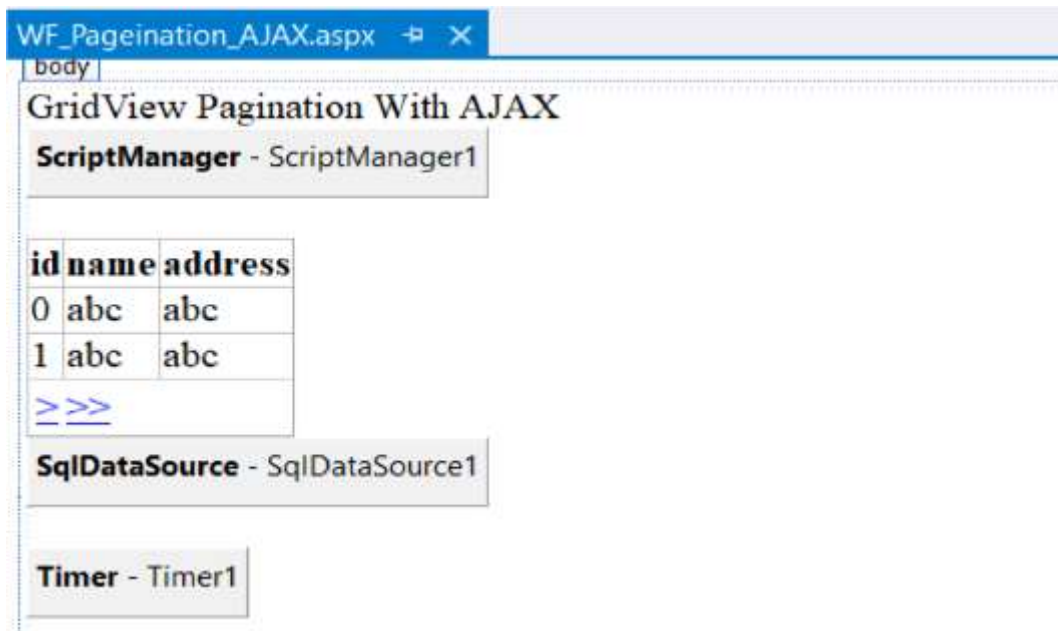 WF_Pageination_AJAX.aspx
body
GridView Pagination With AJAX
ScriptManager - ScriptManager1
id name address
0 abc abc
1 abc abc
> >>
SqlDataSource - SqlDataSource1
Timer - Timer1